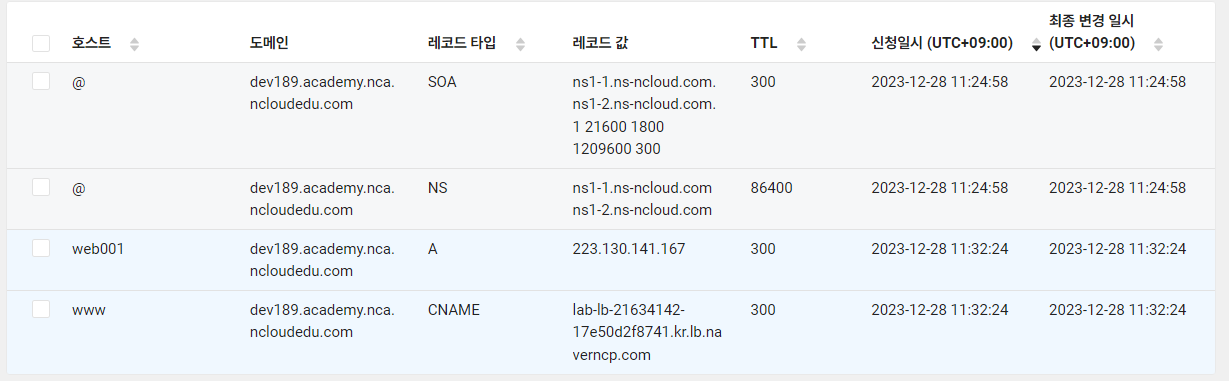 호스트 도메인 레코드 타입 레코드 값 TTL 신청일시 (UTC+09:00) 최종 변경 일시 (UTC+09:00)
@ dev189.academy.nca. SOA ns1-1.ns-ncloud.com. 300 2023-12-28 11:24:58 2023-12-28 11:24:58
ncloudedu.com ns1-2.ns-ncloud.com.
1 21600 1800
1209600 300
@ dev189.academy.nca. NS ns1-1.ns-ncloud.com 86400 2023-12-28 11:24:58 2023-12-28 11:24:58
ncloudedu.com ns1-2.ns-ncloud.com
web001 dev189.academy.nca. A 223.130.141.167 300 2023-12-28 11:32:24 2023-12-28 11:32:24
ncloudedu.com
www dev189.academy.nca. CNAME lab-lb-21634142- 300 2023-12-28 11:32:24 2023-12-28 11:32:24
ncloudedu.com 17e50d2f8741.kr.lb.na
verncp.com